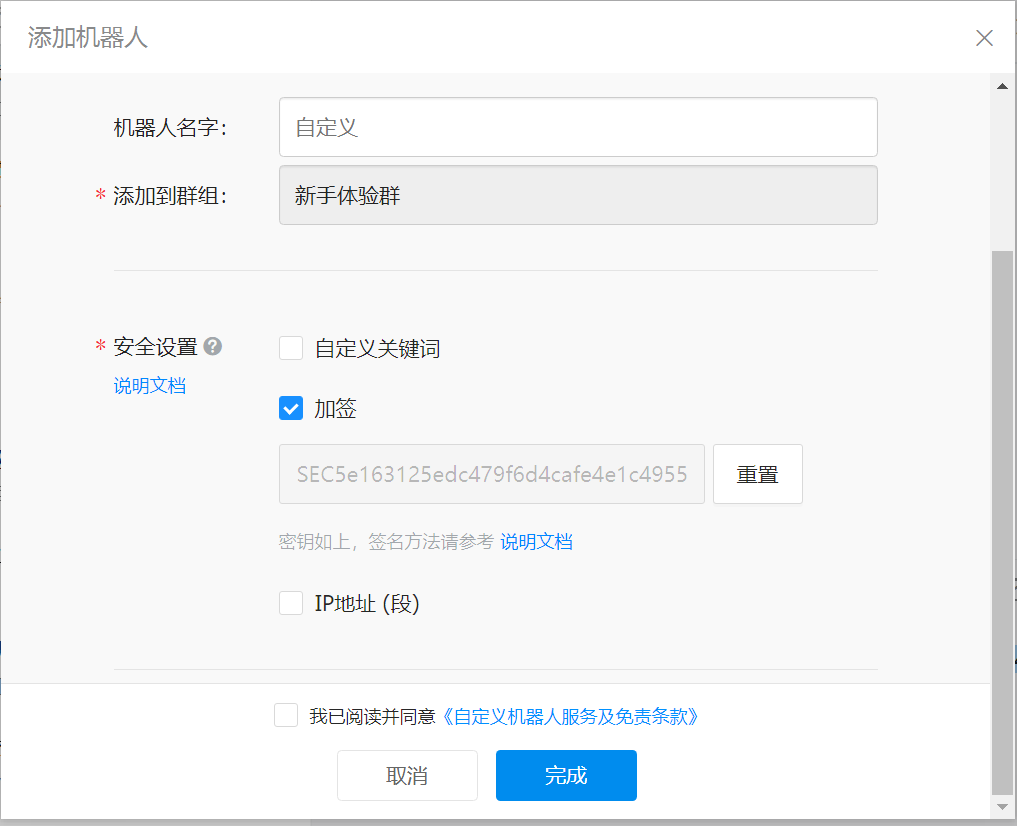 添加机器人
机器人名字：
自定义
* 添加到群组：
新手体验群
* 安全设置 ?
自定义关键词
说明文档
加签
SEC5e163125edc479f6d4cafe4e1c4955
重置
密钥如上，签名方法请参考 说明文档
IP地址 (段)
我已阅读并同意《自定义机器人服务及免责条款》
取消
完成